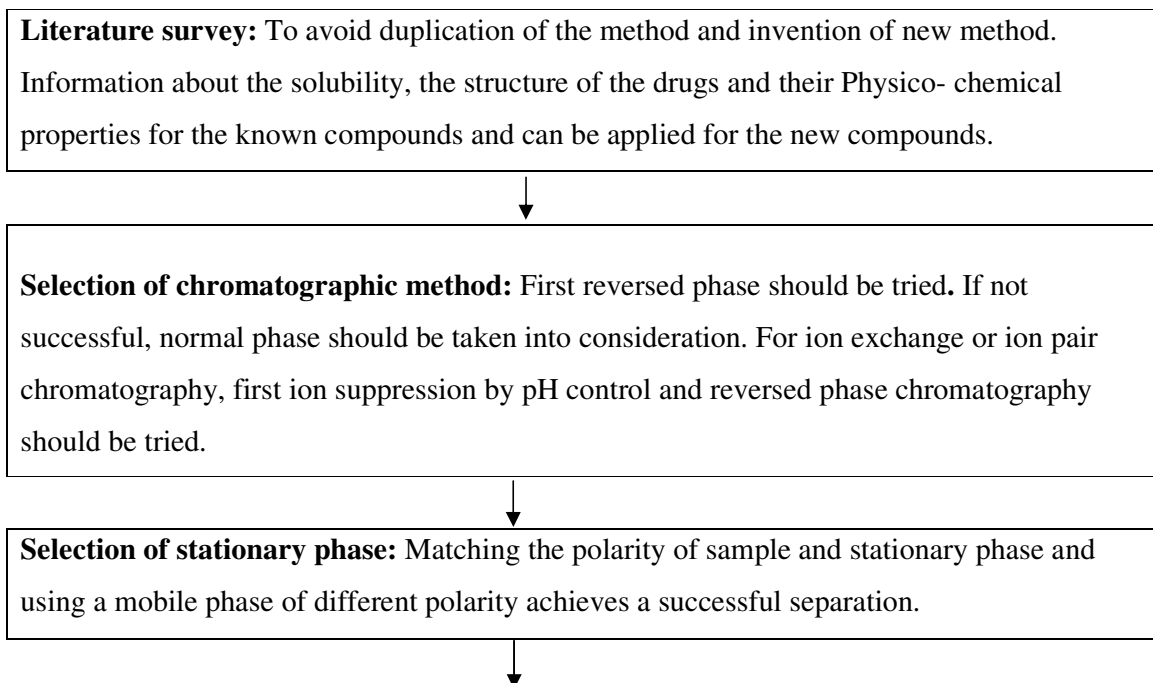 Literature survey: To avoid duplication of the method and invention of new method.
Information about the solubility, the structure of the drugs and their Physico- chemical
properties for the known compounds and can be applied for the new compounds.
Selection of chromatographic method: First reversed phase should be tried. If not
successful, normal phase should be taken into consideration. For ion exchange or ion pair
chromatography, first ion suppression by pH control and reversed phase chromatography
should be tried.
Selection of stationary phase: Matching the polarity of sample and stationary phase and
using a mobile phase of different polarity achieves a successful separation.